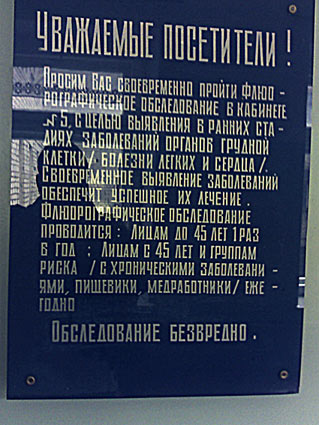 Уважаемые посетители !
Просим Вас своевременно пройти флюо -
рографическое обследование в кабинете
№ 5, с целью выявления в ранних ста -
диях заболеваний органов грудной
клетки/ болезни легких и сердца /.
Своевременное выявление заболеваний
обеспечит успешное их лечение .
Флюорографическое обследование
проводится : Лицам до 45 лет 1 раз
в год ; Лицам с 45 лет и группам
риска / с хроническими заболевани -
ями, пищевики, медработники/ еже -
годно
Обследование безвредно .